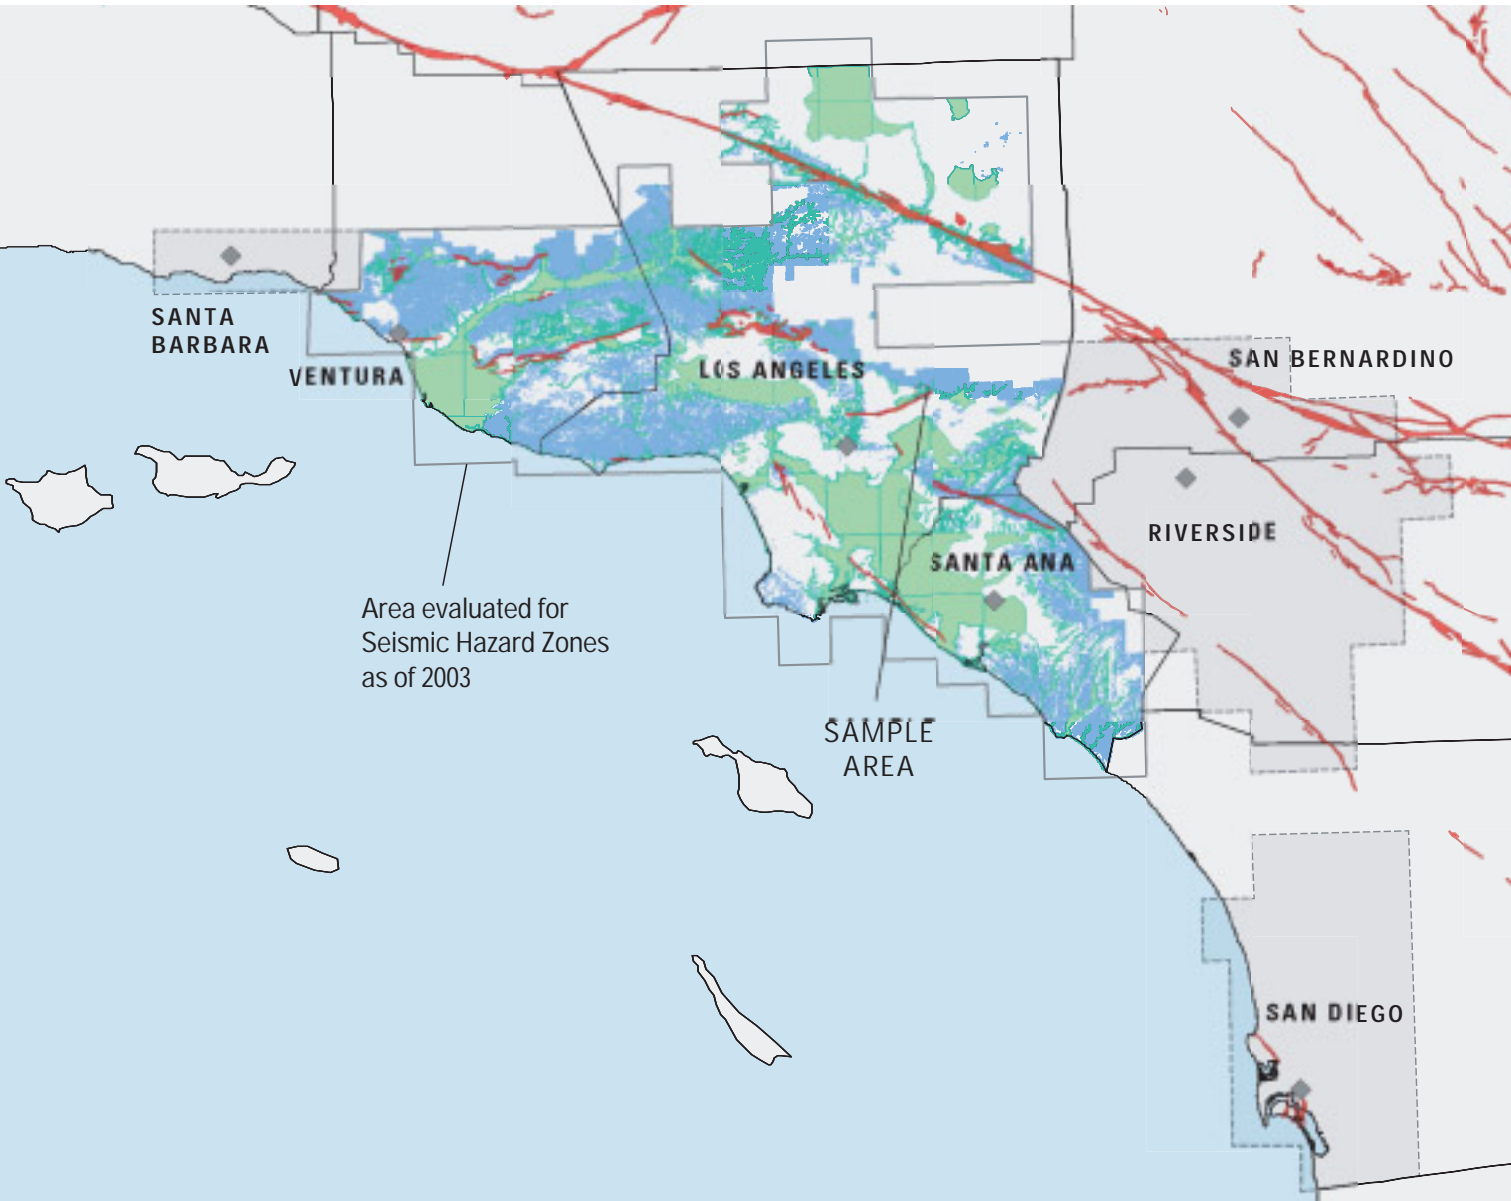 SANTA
BARBARA
VENTURA
LOS ANGELES
SAN BERNARDINO
RIVERSIDE
SANTA ANA
Area evaluated for
Seismic Hazard Zones
as of 2003
SAMPLE
AREA
SAN DIEGO